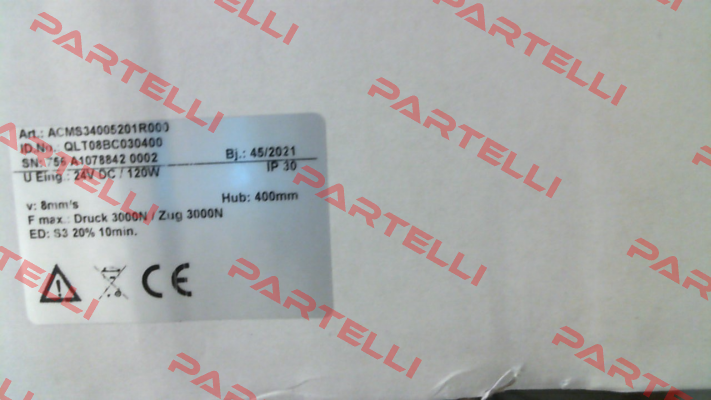 PARTELLI
PARTELLI
PARTELLI
Art.: ACMS34005201R000
ID.No.: QLT08BC030400
SN: 756 A1078842 0002 Bj.: 45/2021
U Eing.: 24V DC / 120W IP 30
v: 8mm/s Hub: 400mm
F max.: Druck 3000N / Zug 3000N
ED: S3 20% 10min.
CE
PARTELLI
PARTELLI
PARTELLI
PARTELLI
PARTELLI
PARTELLI
PARTELLI